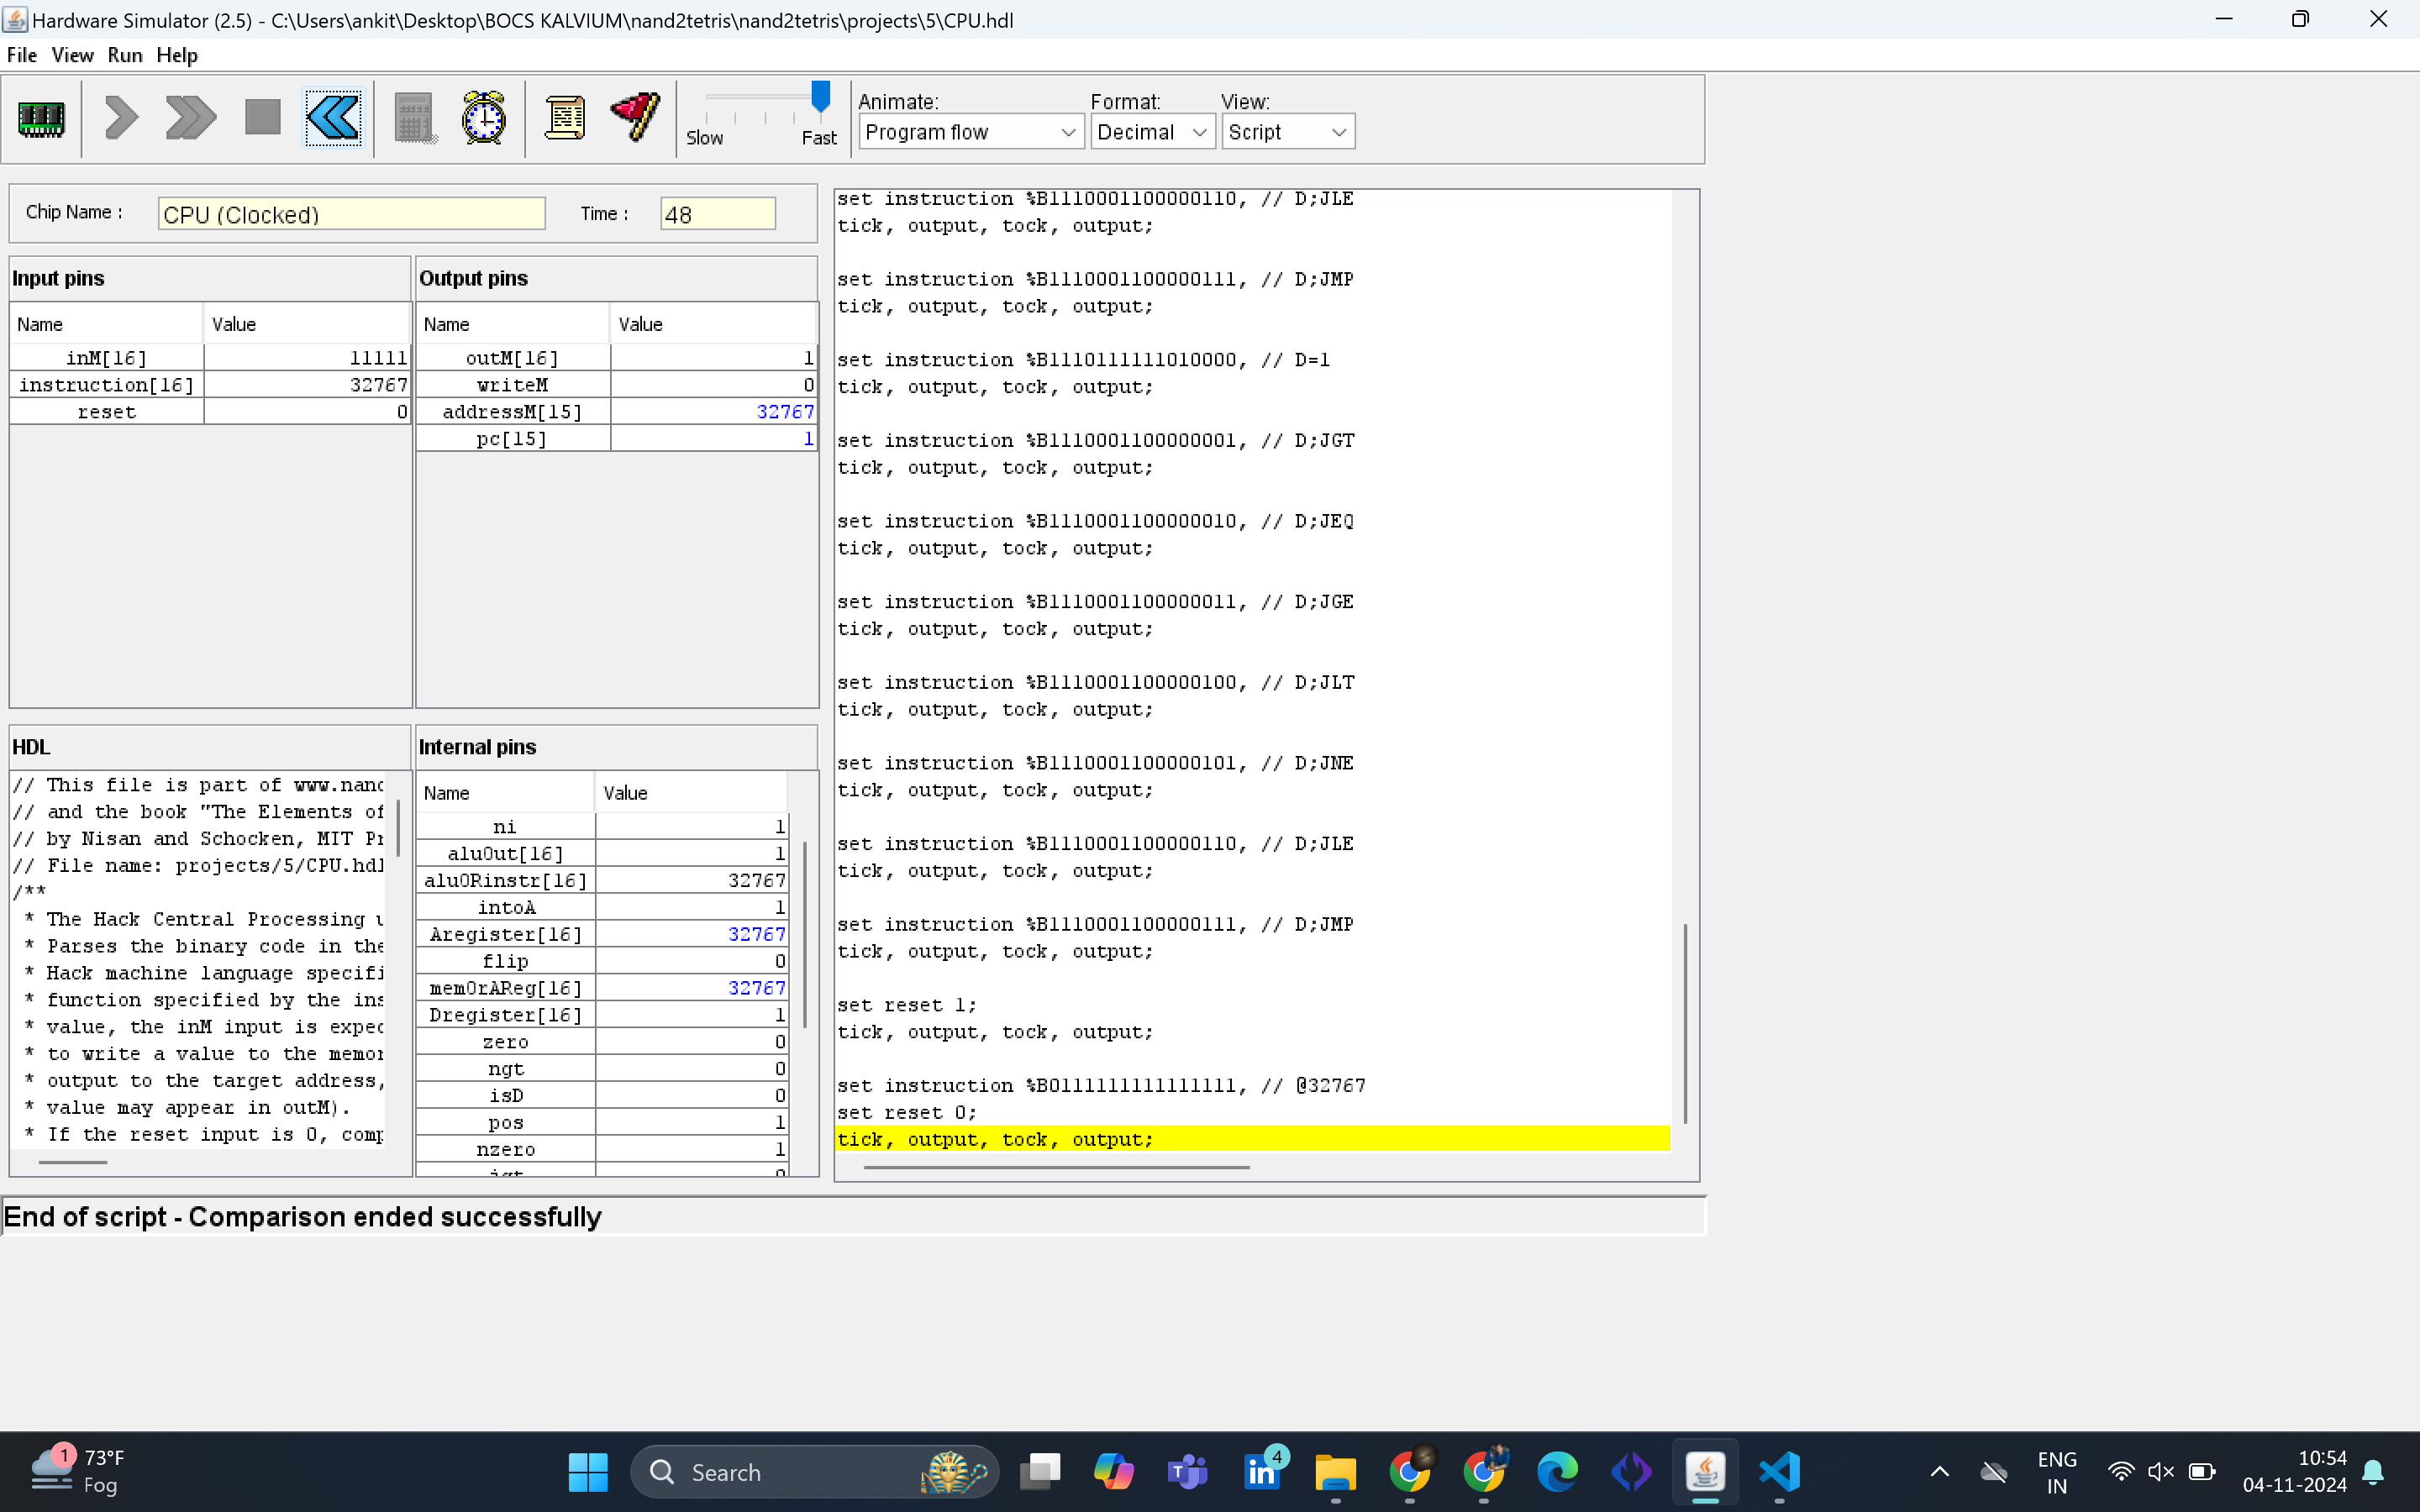 Hardware Simulator (2.5) - C:\Users\ankit\Desktop\BOCS KALVIUM\nand2tetris\nand2tetris\projects\5\CPU.hdl
File View Run Help
Slow Fast
Animate: Format: View:
Program flow Decimal Script
Chip Name : CPU (Clocked) Time : 48
Input pins
Name Value
inM[16] 11111
instruction[16] 32767
reset 0
Output pins
Name Value
outM[16] 1
writeM 0
addressM[15] 32767
pc[15] 1
HDL
// This file is part of www.nand
// and the book "The Elements of
// by Nisan and Schocken, MIT Pr
// File name: projects/5/CPU.hdl
/**
* The Hack Central Processing u
* Parses the binary code in the
* Hack machine language specifi
* function specified by the ins
* value, the inM input is expec
* to write a value to the memor
* output to the target address,
* value may appear in outM).
* If the reset input is 0, comp
Internal pins
Name Value
ni 1
aluOut[16] 1
aluORinstr[16] 32767
intoA 1
Aregister[16] 32767
flip 0
memOrAReg[16] 32767
Dregister[16] 1
zero 0
ngt 0
isD 0
pos 1
nzero 1
jgt 0
set instruction %B1110001100000110, // D;JLE
tick, output, tock, output;
set instruction %B1110001100000111, // D;JMP
tick, output, tock, output;
set instruction %B1110111111010000, // D=1
tick, output, tock, output;
set instruction %B1110001100000001, // D;JGT
tick, output, tock, output;
set instruction %B1110001100000010, // D;JEQ
tick, output, tock, output;
set instruction %B1110001100000011, // D;JGE
tick, output, tock, output;
set instruction %B1110001100000100, // D;JLT
tick, output, tock, output;
set instruction %B1110001100000101, // D;JNE
tick, output, tock, output;
set instruction %B1110001100000110, // D;JLE
tick, output, tock, output;
set instruction %B1110001100000111, // D;JMP
tick, output, tock, output;
set reset 1;
tick, output, tock, output;
set instruction %B0111111111111111, // @32767
set reset 0;
tick, output, tock, output;
End of script - Comparison ended successfully
1 73°F
Fog
Search
4
ENG
IN
10:54
04-11-2024